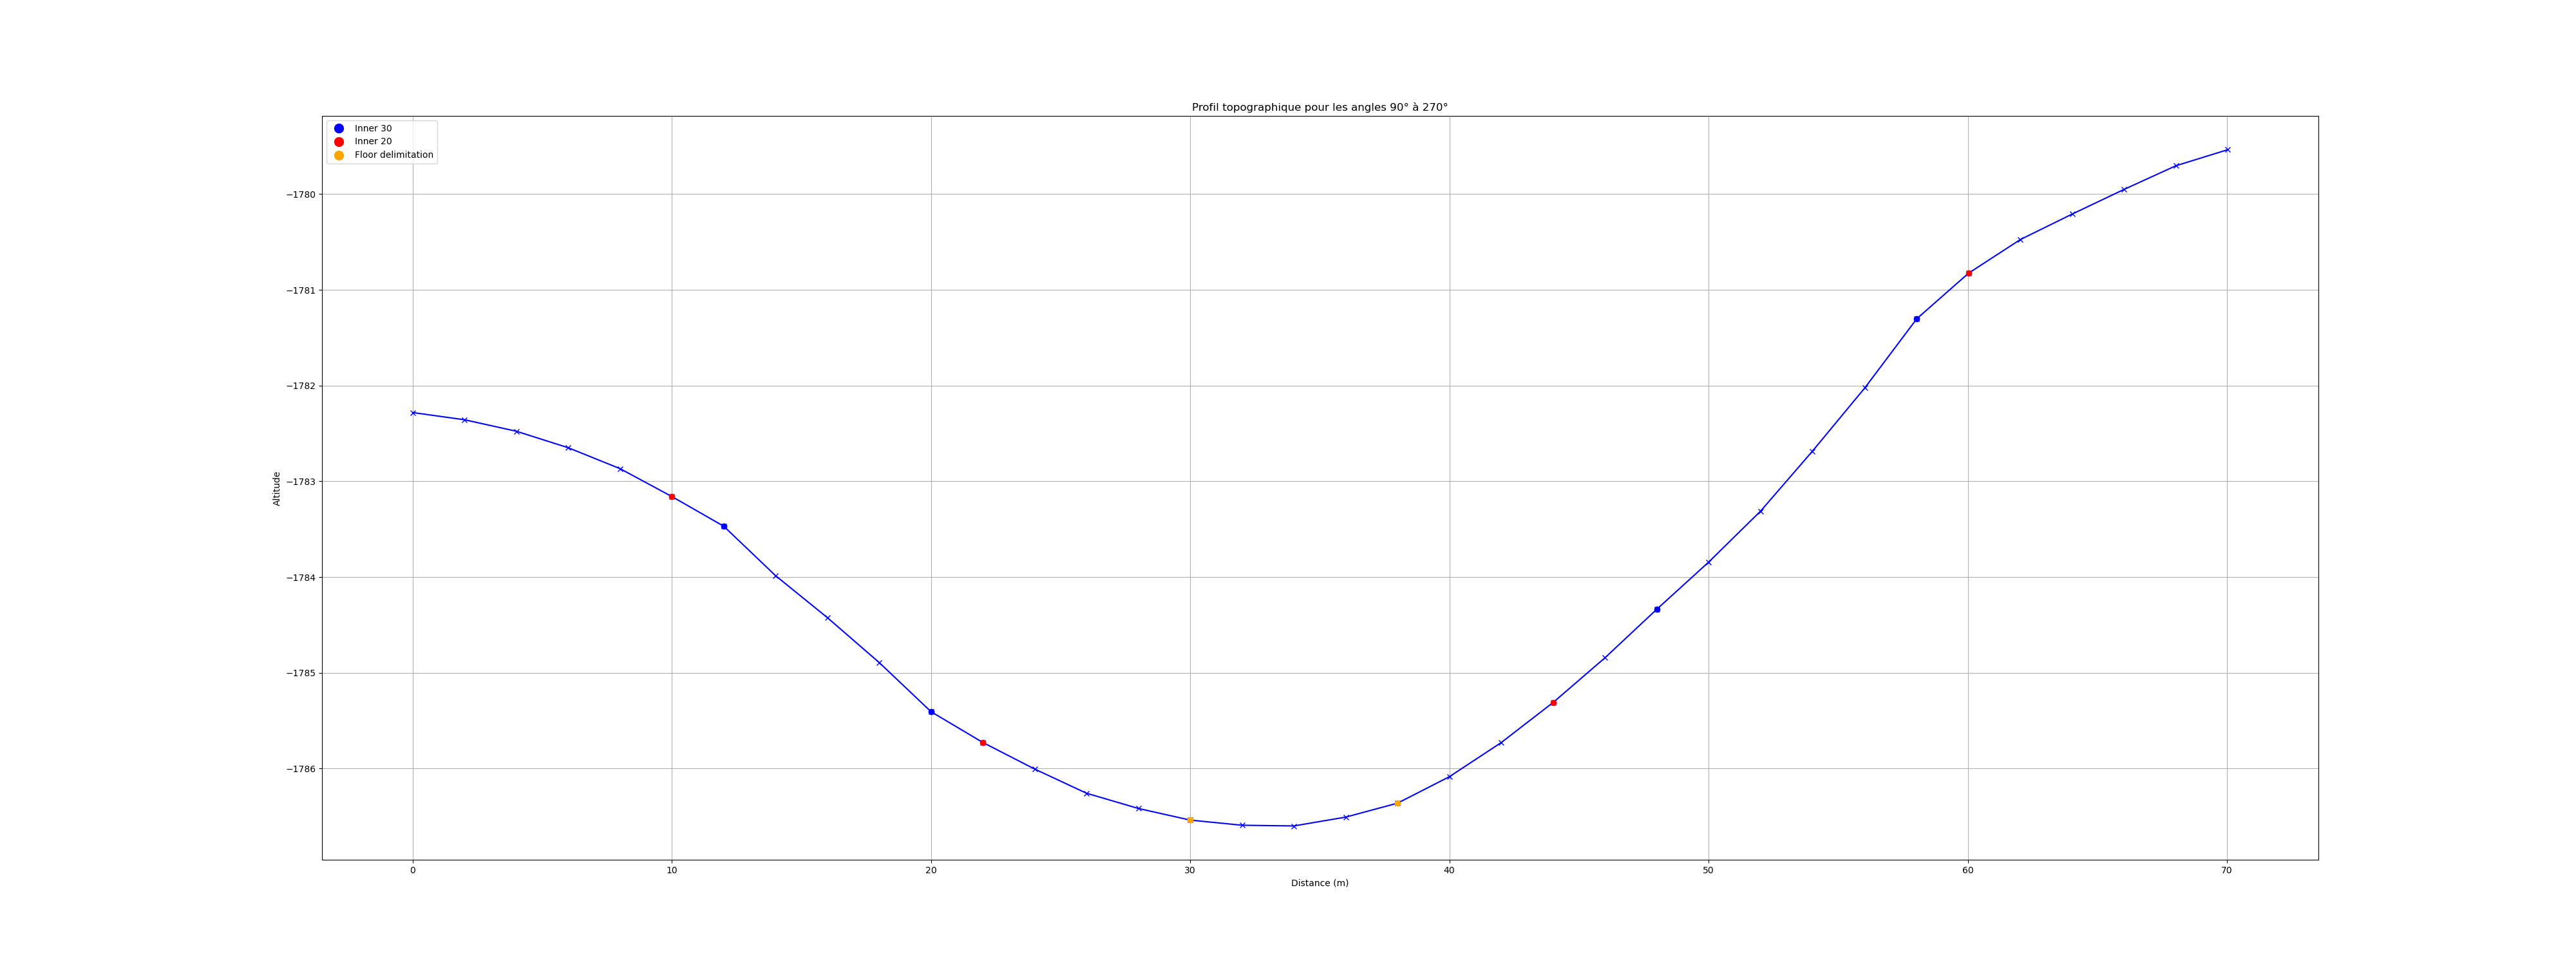 Profil topographique pour les angles 90° à 270°
Inner 30
Inner 20
Floor delimitation
−1780
−1781
−1782
−1783
−1784
−1785
−1786
Altitude
0 10 20 30 40 50 60 70
Distance (m)